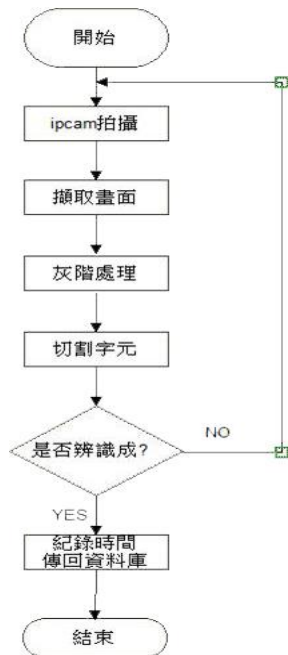 開始
ipcam拍攝
擷取畫面
灰階處理
切割字元
是否辨識成?
NO
YES
紀錄時間
傳回資料庫
結束